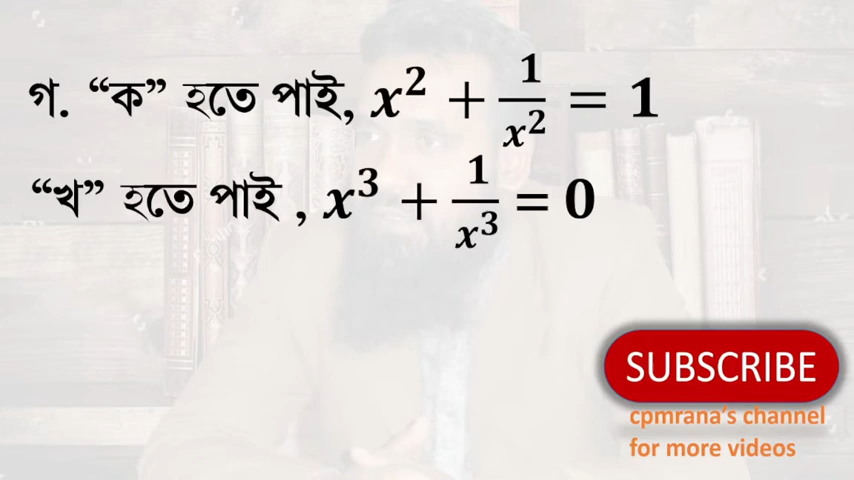 গ. “ক” হতে পাই, x² + 1/x² = 1
“খ” হতে পাই , x³ + 1/x³ = 0
SUBSCRIBE
cpmrana's channel
for more videos